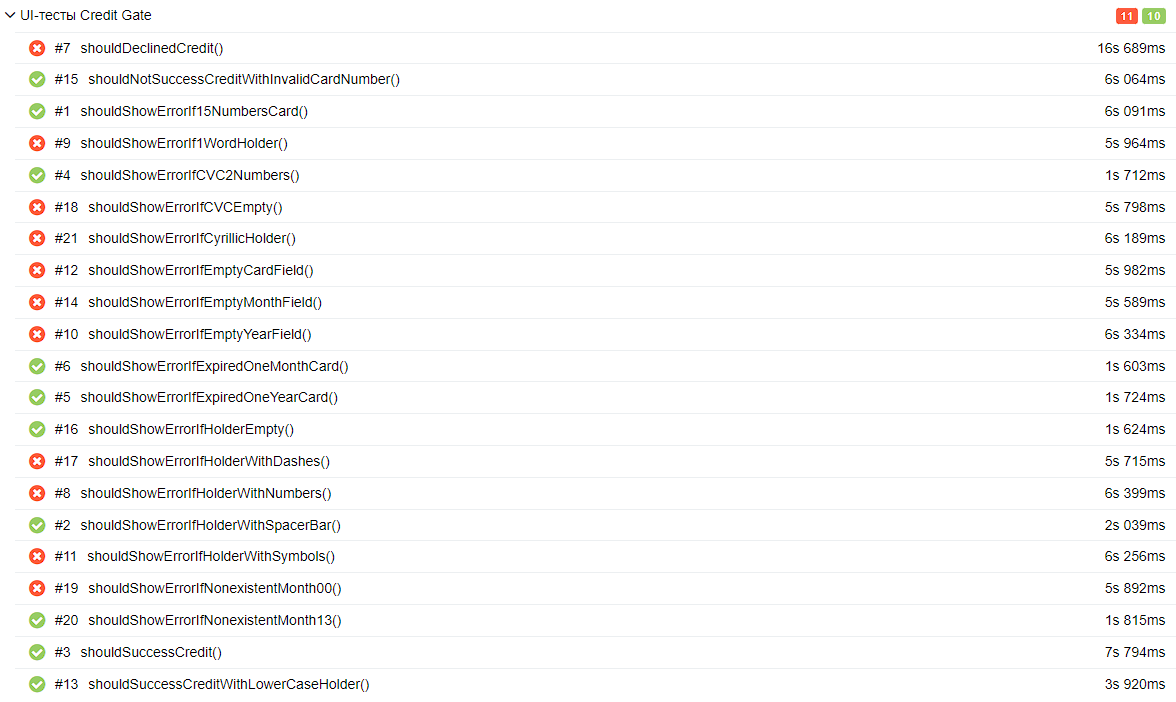 UI-тесты Credit Gate 11 10
#7 shouldDeclinedCredit() 16s 689ms
#15 shouldNotSuccessCreditWithInvalidCardNumber() 6s 064ms
#1 shouldShowErrorIf15NumbersCard() 6s 091ms
#9 shouldShowErrorIf1WordHolder() 5s 964ms
#4 shouldShowErrorIfCVC2Numbers() 1s 712ms
#18 shouldShowErrorIfCVCEmpty() 5s 798ms
#21 shouldShowErrorIfCyrillicHolder() 6s 189ms
#12 shouldShowErrorIfEmptyCardField() 5s 982ms
#14 shouldShowErrorIfEmptyMonthField() 5s 589ms
#10 shouldShowErrorIfEmptyYearField() 6s 334ms
#6 shouldShowErrorIfExpiredOneMonthCard() 1s 603ms
#5 shouldShowErrorIfExpiredOneYearCard() 1s 724ms
#16 shouldShowErrorIfHolderEmpty() 1s 624ms
#17 shouldShowErrorIfHolderWithDashes() 5s 715ms
#8 shouldShowErrorIfHolderWithNumbers() 6s 399ms
#2 shouldShowErrorIfHolderWithSpacerBar() 2s 039ms
#11 shouldShowErrorIfHolderWithSymbols() 6s 256ms
#19 shouldShowErrorIfNonexistentMonth00() 5s 892ms
#20 shouldShowErrorIfNonexistentMonth13() 1s 815ms
#3 shouldSuccessCredit() 7s 794ms
#13 shouldSuccessCreditWithLowerCaseHolder() 3s 920ms